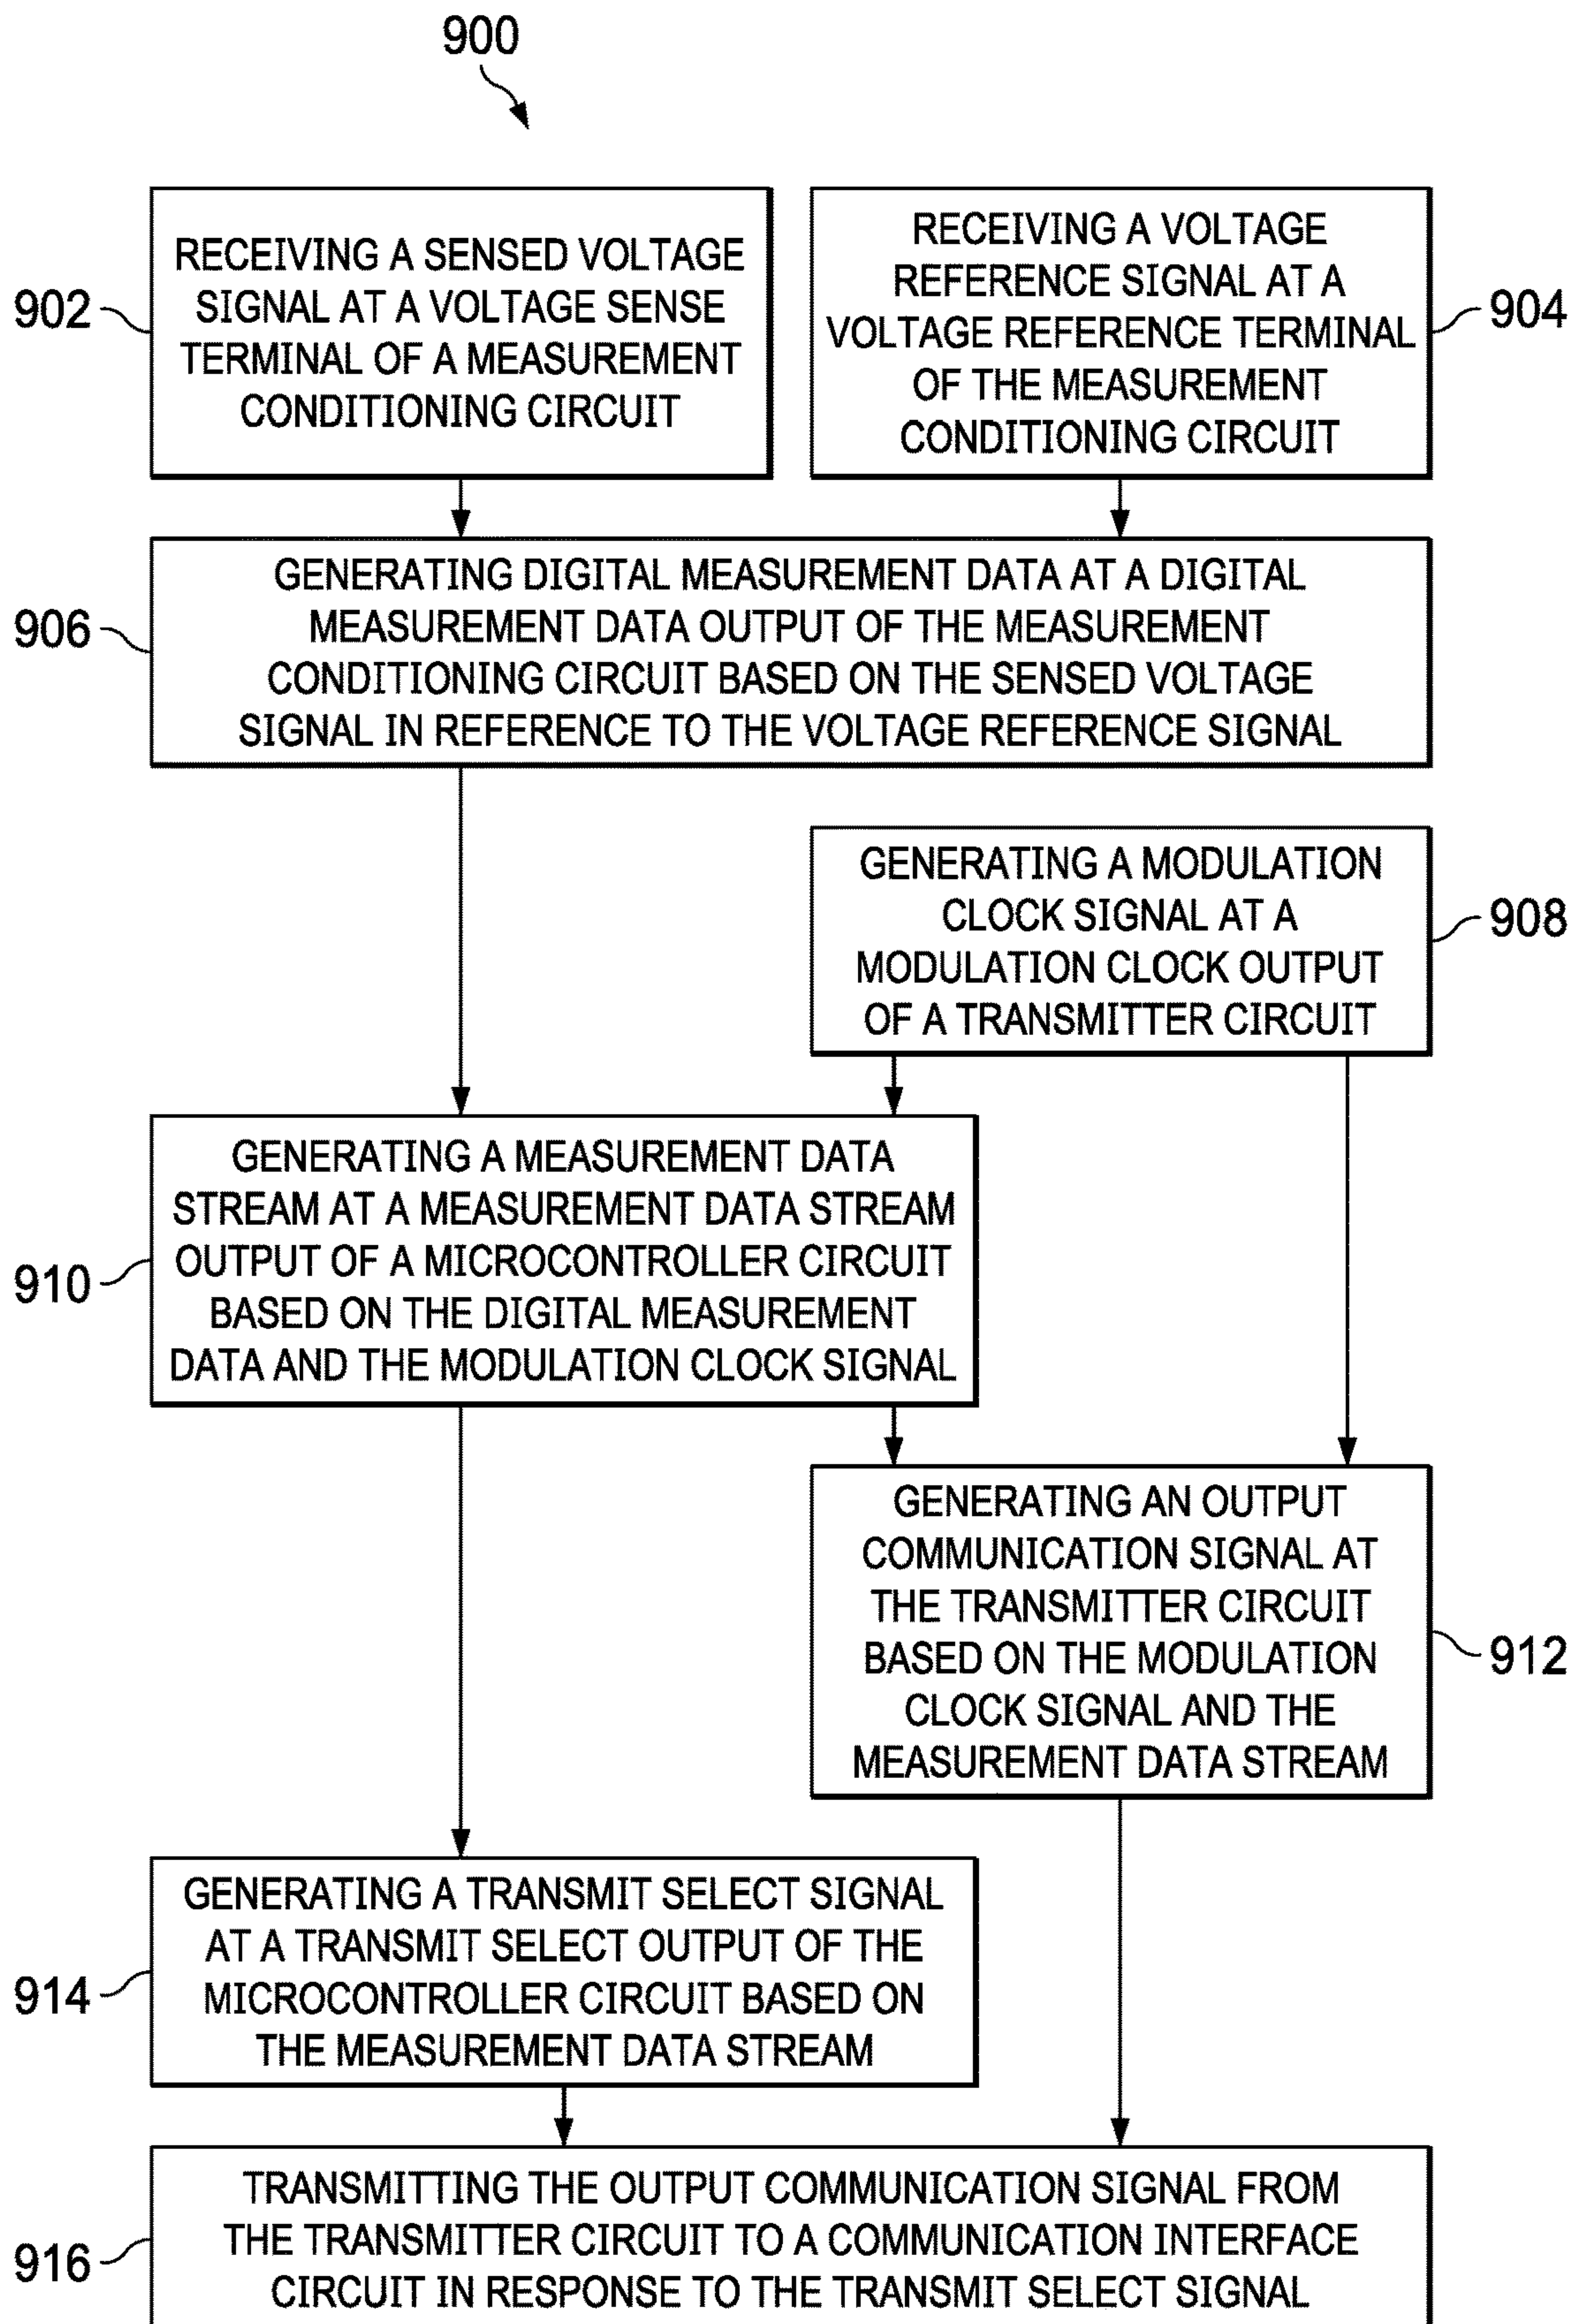 900
902
RECEIVING A SENSED VOLTAGE
SIGNAL AT A VOLTAGE SENSE
TERMINAL OF A MEASUREMENT
CONDITIONING CIRCUIT
RECEIVING A VOLTAGE
REFERENCE SIGNAL AT A
VOLTAGE REFERENCE TERMINAL
OF THE MEASUREMENT
CONDITIONING CIRCUIT
904
906
GENERATING DIGITAL MEASUREMENT DATA AT A DIGITAL
MEASUREMENT DATA OUTPUT OF THE MEASUREMENT
CONDITIONING CIRCUIT BASED ON THE SENSED VOLTAGE
SIGNAL IN REFERENCE TO THE VOLTAGE REFERENCE SIGNAL
GENERATING A MODULATION
CLOCK SIGNAL AT A
MODULATION CLOCK OUTPUT
OF A TRANSMITTER CIRCUIT
908
910
GENERATING A MEASUREMENT DATA
STREAM AT A MEASUREMENT DATA STREAM
OUTPUT OF A MICROCONTROLLER CIRCUIT
BASED ON THE DIGITAL MEASUREMENT
DATA AND THE MODULATION CLOCK SIGNAL
GENERATING AN OUTPUT
COMMUNICATION SIGNAL AT
THE TRANSMITTER CIRCUIT
BASED ON THE MODULATION
CLOCK SIGNAL AND THE
MEASUREMENT DATA STREAM
912
914
GENERATING A TRANSMIT SELECT SIGNAL
AT A TRANSMIT SELECT OUTPUT OF THE
MICROCONTROLLER CIRCUIT BASED ON
THE MEASUREMENT DATA STREAM
916
TRANSMITTING THE OUTPUT COMMUNICATION SIGNAL FROM
THE TRANSMITTER CIRCUIT TO A COMMUNICATION INTERFACE
CIRCUIT IN RESPONSE TO THE TRANSMIT SELECT SIGNAL